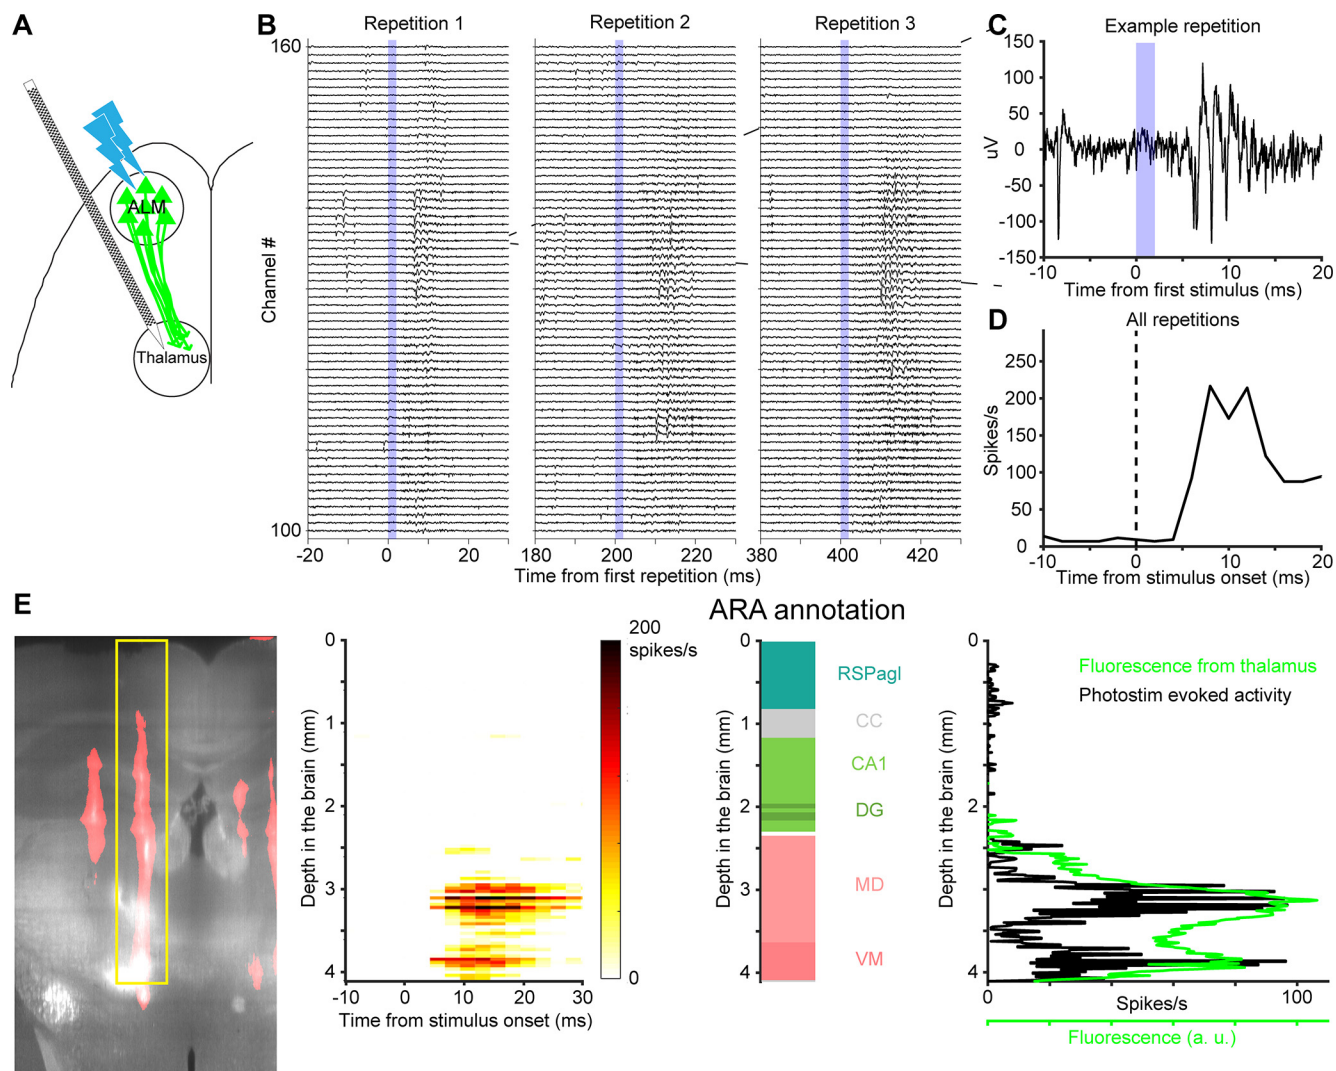 A
ALM
Thalamus
B
Repetition 1
Repetition 2
Repetition 3
160
Channel #
100
-20
0
20
180
200
220
380
400
420
Time from first repetition (ms)
C
Example repetition
150
100
50
0
-50
-100
-150
uV
-10
0
10
20
Time from first stimulus (ms)
D
All repetitions
250
200
150
100
50
0
Spikes/s
-10
0
10
20
Time from stimulus onset (ms)
E
0
1
2
3
4
Depth in the brain (mm)
-10
0
10
20
30
Time from stimulus onset (ms)
200
spikes/s
0
ARA annotation
0
1
2
3
4
Depth in the brain (mm)
RSPagl
CC
CA1
DG
MD
VM
0
2
4
Depth in the brain (mm)
Fluorescence from thalamus
Photostim evoked activity
0
100
Spikes/s
Fluorescence (a. u.)